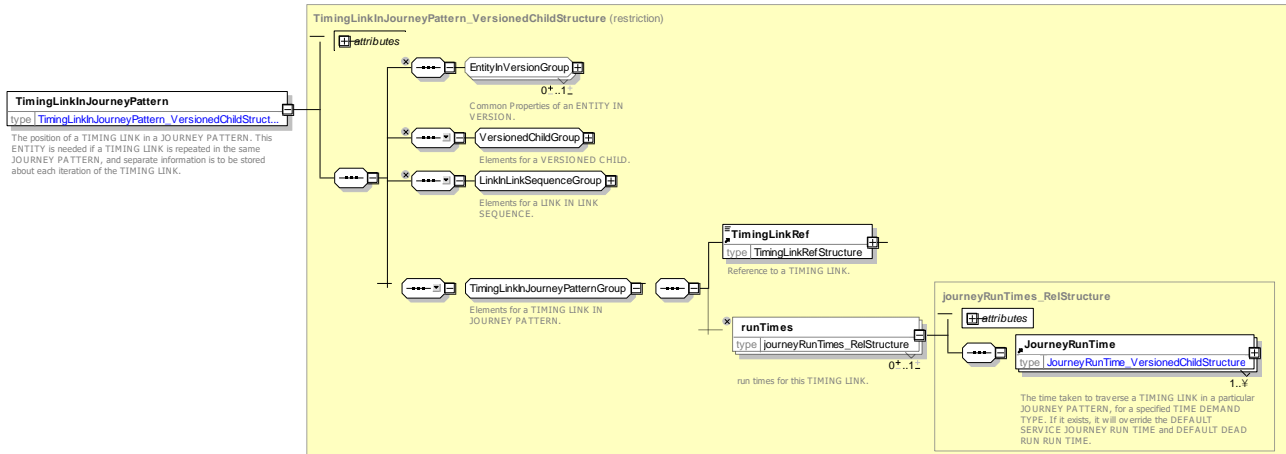 TimingLinkInJourneyPattern_VersionedChildStructure (restriction)
attributes
EntityInVersionGroup
0..1
Common Properties of an ENTITY IN
VERSION.
TimingLinkInJourneyPattern
type TimingLinkInJourneyPattern_VersionedChildStruct...
The position of a TIMING LINK in a JOURNEY PATTERN. This
ENTITY is needed if a TIMING LINK is repeated in the same
JOURNEY PATTERN, and separate information is to be stored
about each iteration of the TIMING LINK.
VersionedChildGroup
Elements for a VERSIONED CHILD.
LinkInLinkSequenceGroup
Elements for a LINK IN LINK
SEQUENCE.
TimingLinkRef
type TimingLinkRefStructure
Reference to a TIMING LINK.
TimingLinkInJourneyPatternGroup
Elements for a TIMING LINK IN
JOURNEY PATTERN.
runTimes
type journeyRunTimes_RelStructure
0..1
run times for this TIMING LINK.
journeyRunTimes_RelStructure
attributes
JourneyRunTime
type JourneyRunTime_VersionedChildStructure
1..¥
The time taken to traverse a TIMING LINK in a particular
JOURNEY PATTERN, for a specified TIME DEMAND
TYPE. If it exists, it will override the DEFAULT
SERVICE JOURNEY RUN TIME and DEFAULT DEAD
RUN RUN TIME.